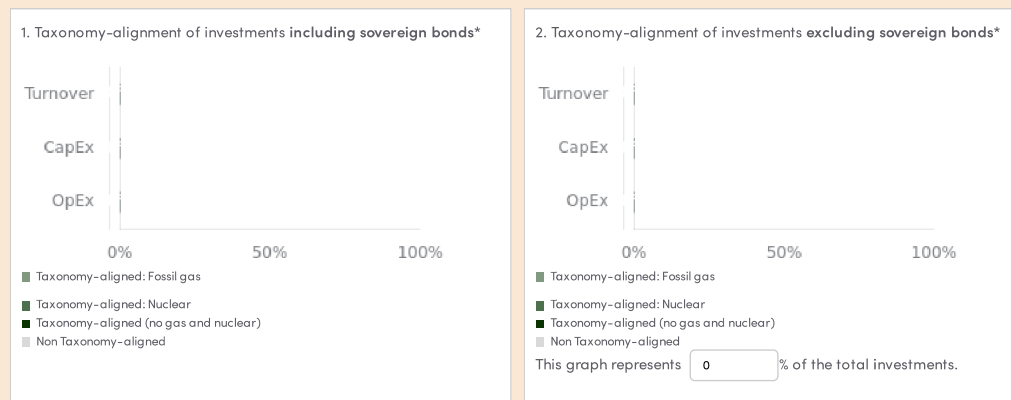 1. Taxonomy-alignment of investments including sovereign bonds*
Turnover
CapEx
OpEx
0% 50% 100%
Taxonomy-aligned: Fossil gas
Taxonomy-aligned: Nuclear
Taxonomy-aligned (no gas and nuclear)
Non Taxonomy-aligned
2. Taxonomy-alignment of investments excluding sovereign bonds*
Turnover
CapEx
OpEx
0% 50% 100%
Taxonomy-aligned: Fossil gas
Taxonomy-aligned: Nuclear
Taxonomy-aligned (no gas and nuclear)
Non Taxonomy-aligned
This graph represents 0 % of the total investments.